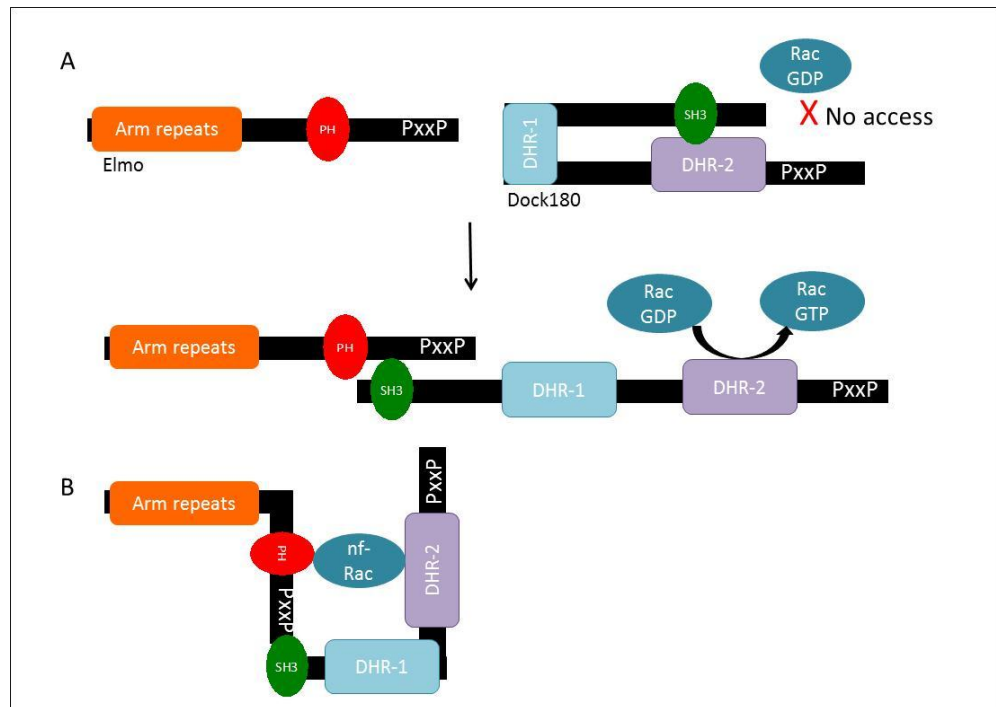 A
Arm repeats
PH
PxxP
Elmo
Rac
GDP
X No access
SH3
DHR-1
DHR-2
PxxP
Dock180
Arm repeats
PH
PxxP
Rac
GDP
Rac
GTP
SH3
DHR-1
DHR-2
PxxP
B
Arm repeats
PH
PxxP
SH3
nf-
Rac
DHR-1
DHR-2
PxxP